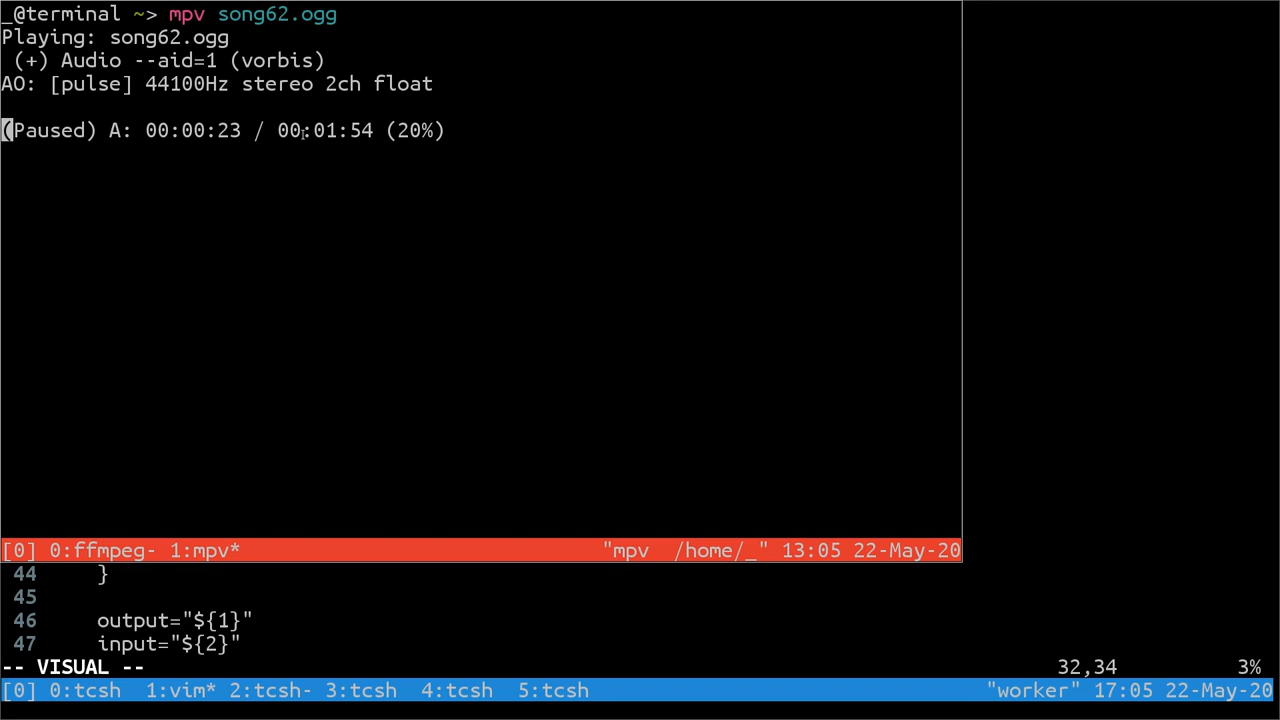 _@terminal ~> mpv song62.ogg
Playing: song62.ogg
(+) Audio --aid=1 (vorbis)
AO: [pulse] 44100Hz stereo 2ch float
(Paused) A: 00:00:23 / 00:01:54 (20%)
[0] 0:ffmpeg- 1:mpv* "mpv /home/_" 13:05 22-May-20
44 }
45
46 output="${1}"
47 input="${2}"
-- VISUAL -- 32,34 3%
[0] 0:tcsh 1:vim* 2:tcsh- 3:tcsh 4:tcsh 5:tcsh "worker" 17:05 22-May-20